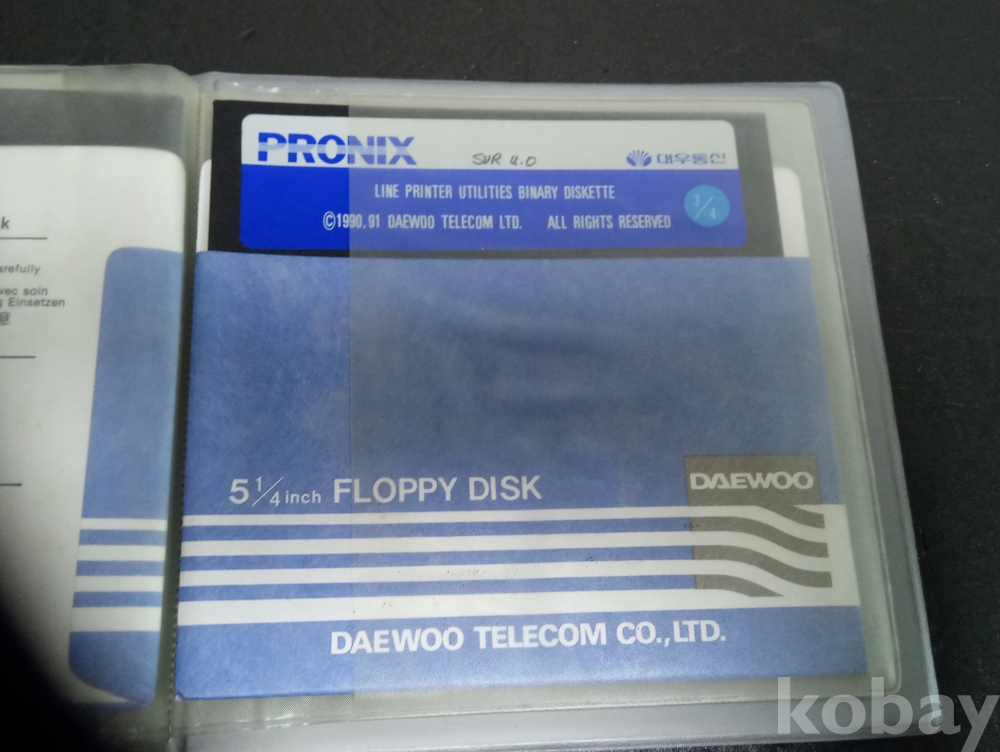 k
arefully
vec soin
g Einsetzen
PRONIX SVR 4.0 대우통신
LINE PRINTER UTILITIES BINARY DISKETTE
©1990,91 DAEWOO TELECOM LTD. ALL RIGHTS RESERVED 3/4
5 1/4 inch FLOPPY DISK
DAEWOO
DAEWOO TELECOM CO.,LTD.
kobay